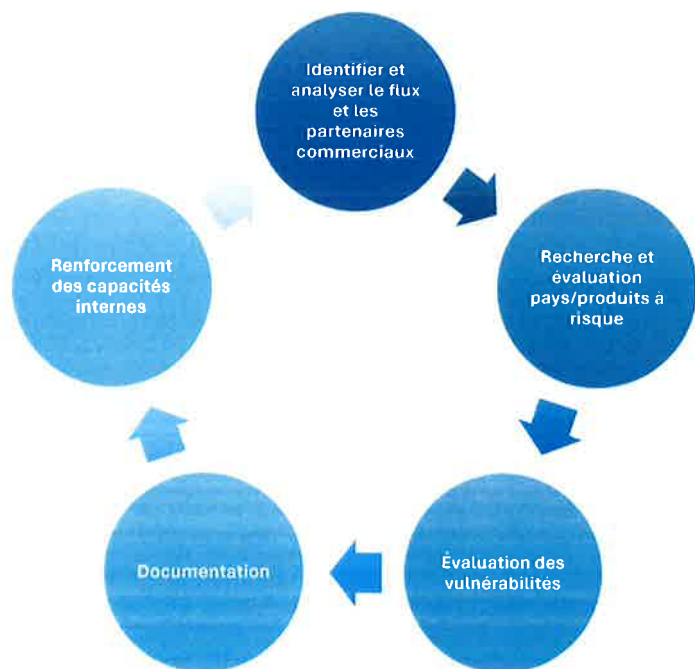 Identifier et
analyser le flux
et les
partenaires
commerciaux
Recherche et
évaluation
pays/produits à
risque
Évaluation des
vulnérabilités
Documentation
Renforcement
des capacités
internes